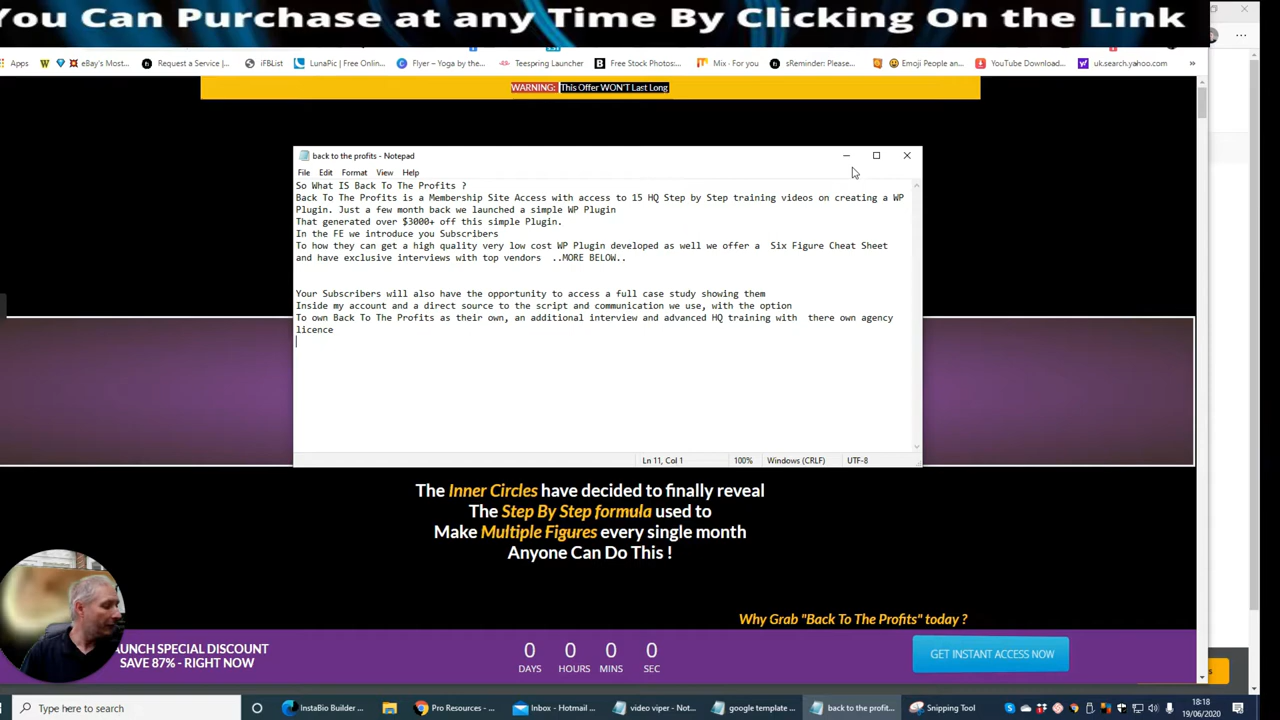 You Can Purchase at any Time By Clicking On the Link
Apps
eBay's Most...
Request a Service |...
iFBList
LunaPic | Free Onlin...
Flyer – Yoga by the...
Teespring Launcher
Free Stock Photos:...
Mix · For you
sReminder: Please...
Emoji People an...
YouTube Download...
uk.search.yahoo.com
»
WARNING: This Offer WON'T Last Long
back to the profits - Notepad
File Edit Format View Help
So What IS Back To The Profits ?
Back To The Profits is a Membership Site Access with access to 15 HQ Step by Step training videos on creating a WP
Plugin. Just a few month back we launched a simple WP Plugin
That generated over $3000+ off this simple Plugin.
In the FE we introduce you Subscribers
To how they can get a high quality very low cost WP Plugin developed as well we offer a Six Figure Cheat Sheet
and have exclusive interviews with top vendors ..MORE BELOW..
Your Subscribers will also have the opportunity to access a full case study showing them
Inside my account and a direct source to the script and communication we use, with the option
To own Back To The Profits as their own, an additional interview and advanced HQ training with there own agency
licence
Ln 11, Col 1 100% Windows (CRLF) UTF-8
The Inner Circles have decided to finally reveal
The Step By Step formula used to
Make Multiple Figures every single month
Anyone Can Do This !
Why Grab "Back To The Profits" today ?
AUNCH SPECIAL DISCOUNT
SAVE 87% - RIGHT NOW
0 0 0 0
DAYS HOURS MINS SEC
GET INSTANT ACCESS NOW
Type here to search
InstaBio Builder ...
Pro Resources - ...
Inbox - Hotmail ...
video viper - Not...
google template ...
back to the profit...
Snipping Tool
18:18
19/06/2020